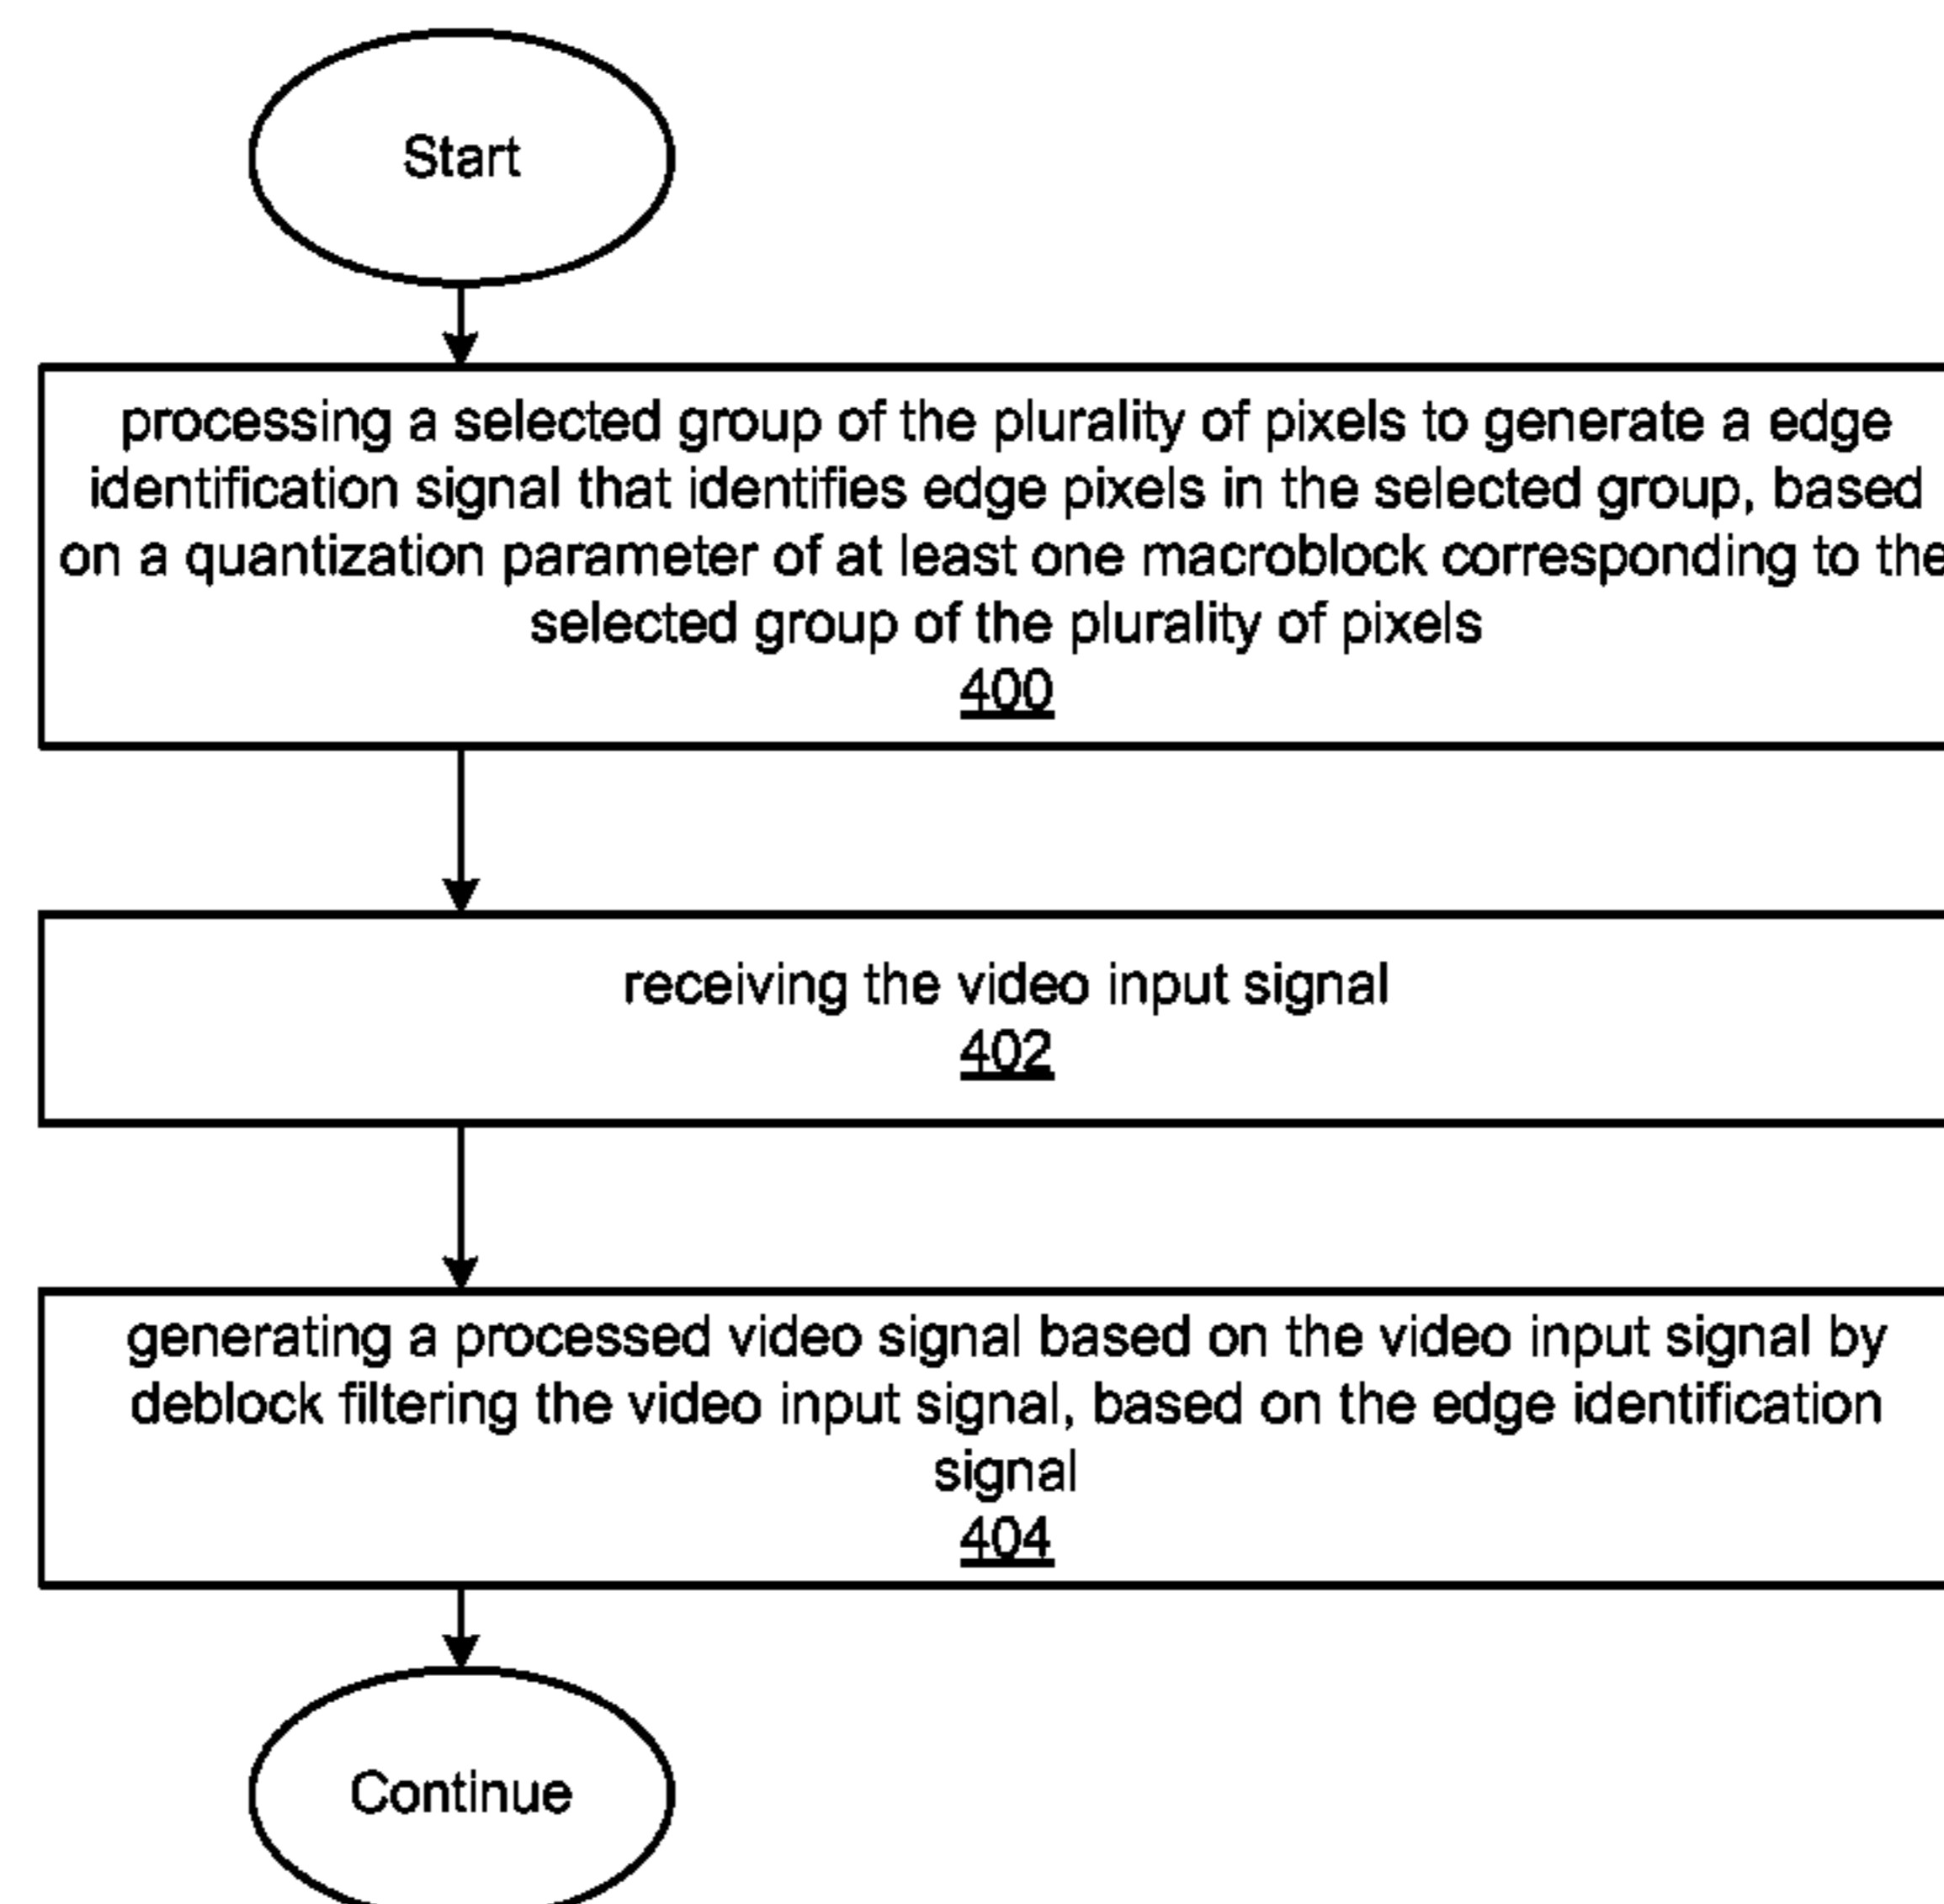 Start
processing a selected group of the plurality of pixels to generate a edge
identification signal that identifies edge pixels in the selected group, based
on a quantization parameter of at least one macroblock corresponding to the
selected group of the plurality of pixels
400
receiving the video input signal
402
generating a processed video signal based on the video input signal by
deblock filtering the video input signal, based on the edge identification
signal
404
Continue